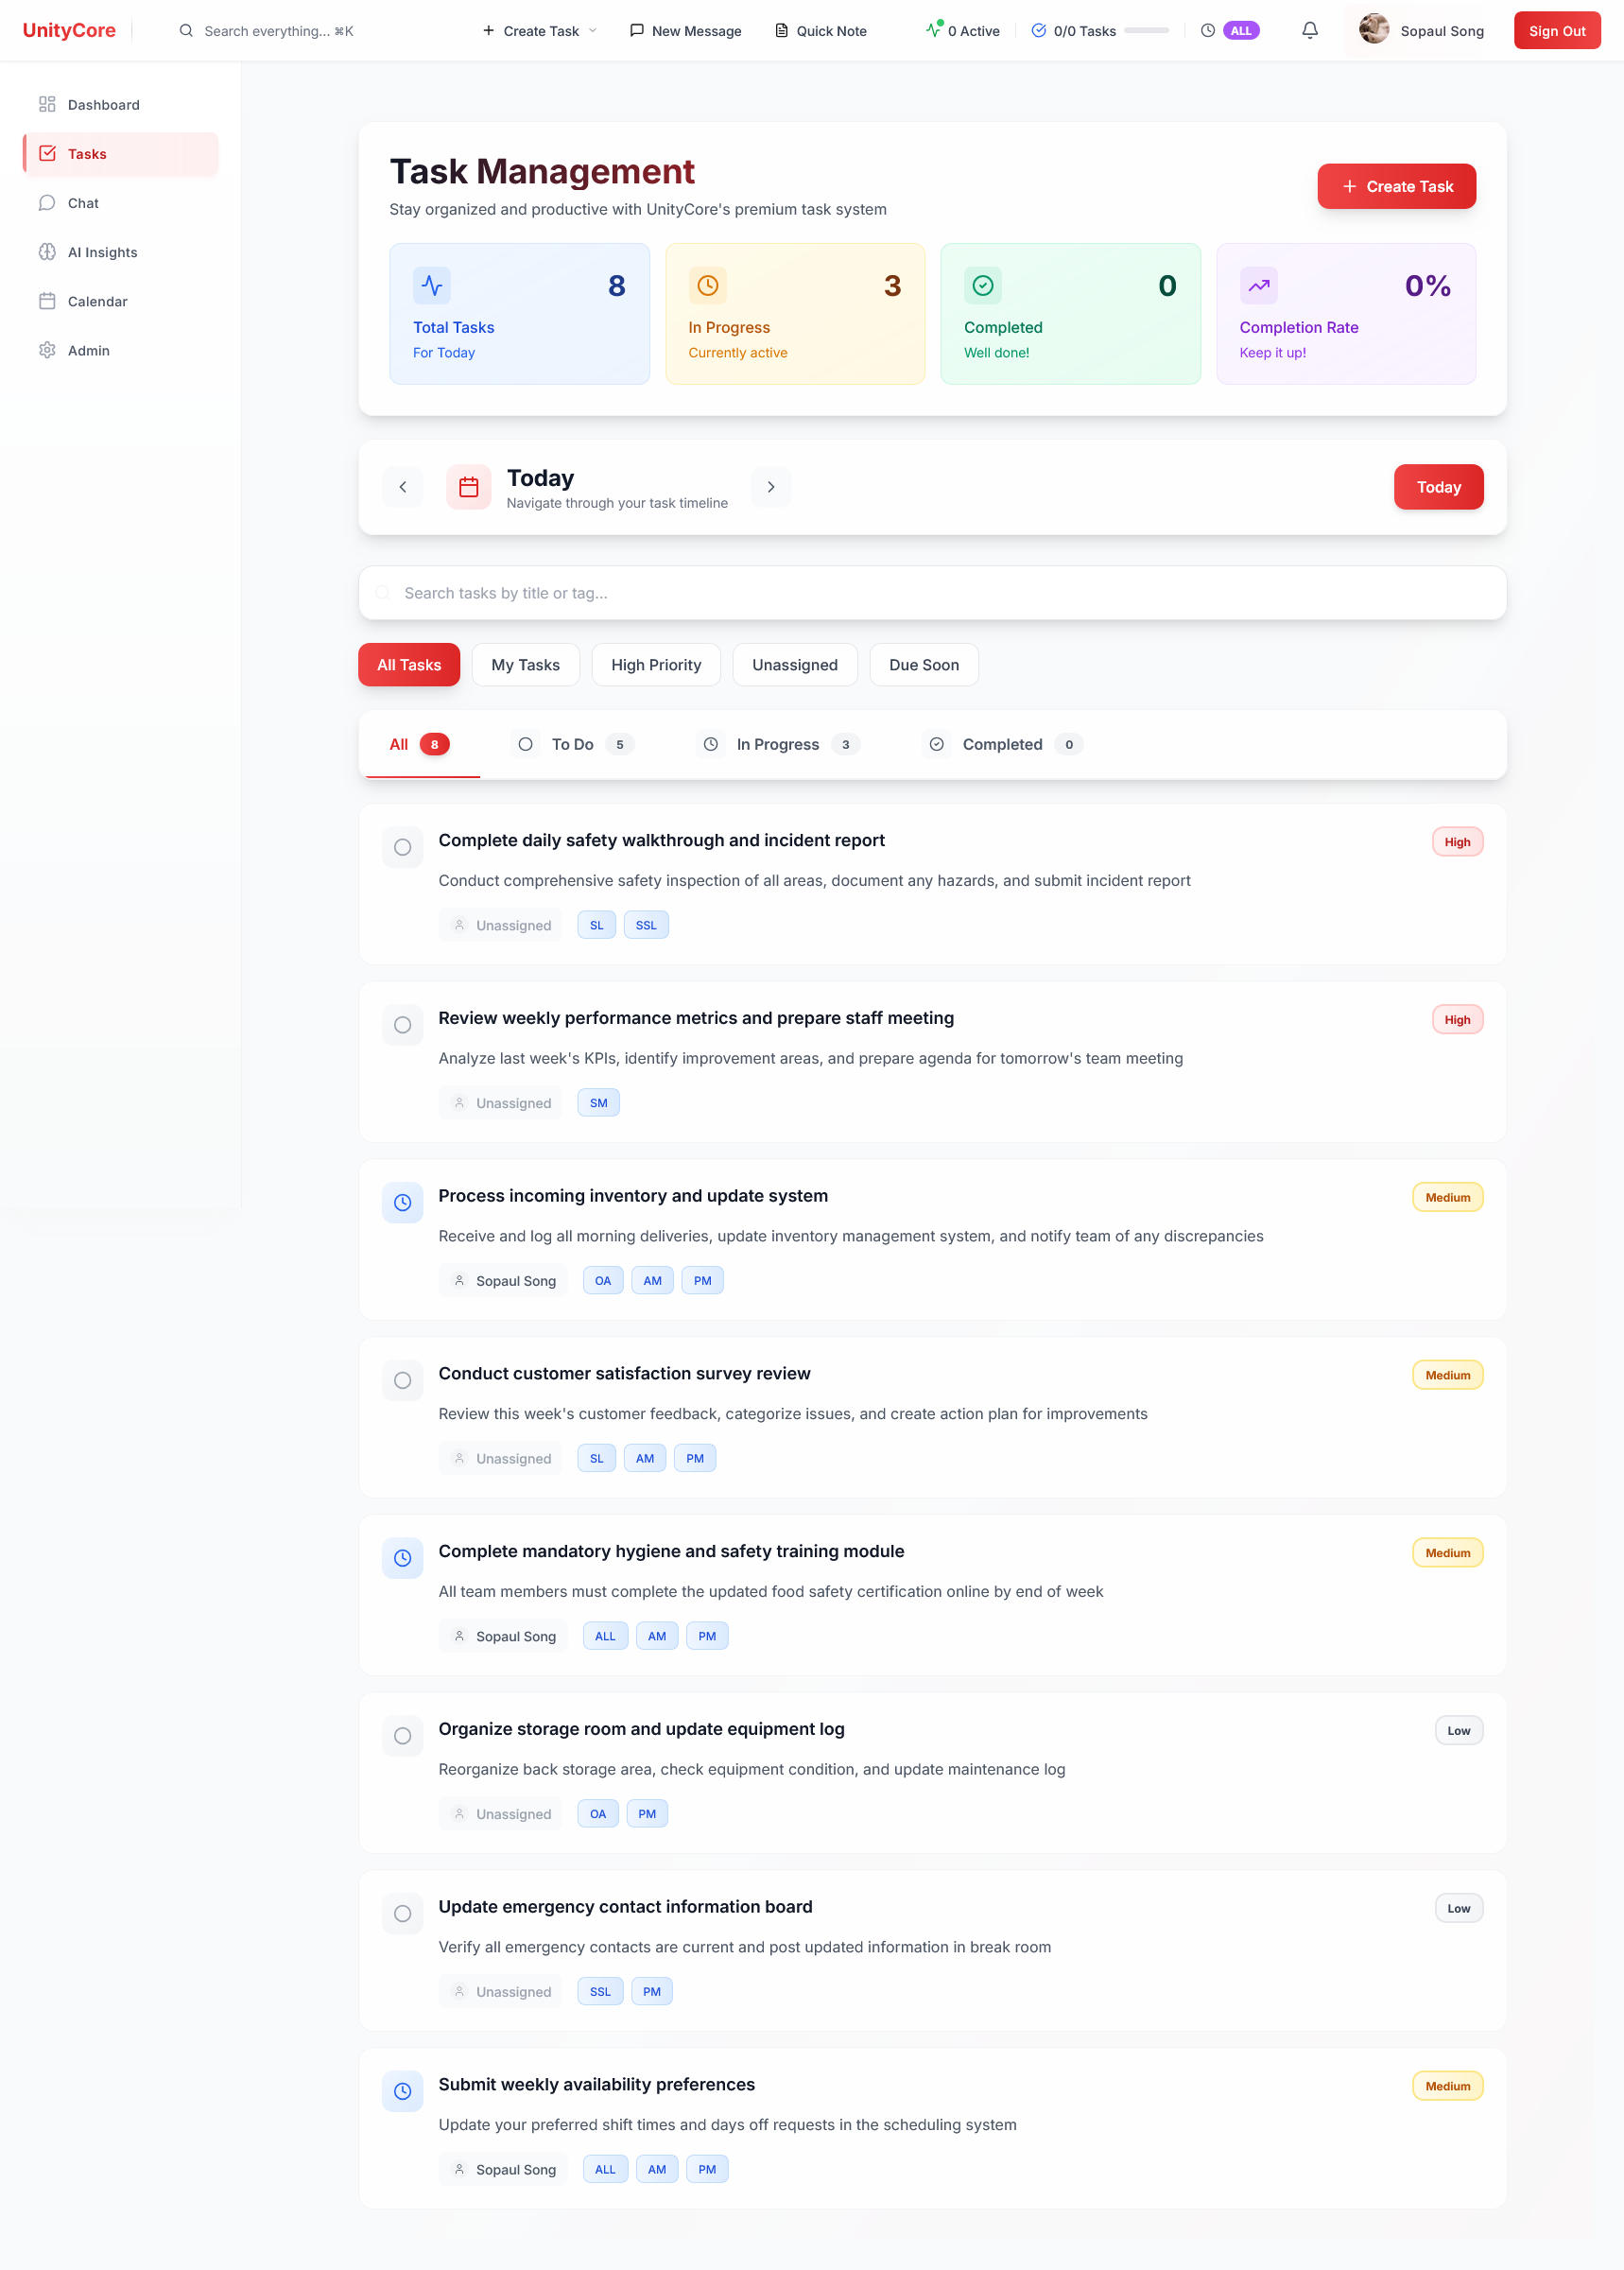 UnityCore
Search everything... ⌘K
Create Task
New Message
Quick Note
0 Active
0/0 Tasks
ALL
Sopaul Song
Sign Out
Dashboard
Tasks
Chat
AI Insights
Calendar
Admin
Task Management
Stay organized and productive with UnityCore's premium task system
Create Task
8
Total Tasks
For Today
3
In Progress
Currently active
0
Completed
Well done!
0%
Completion Rate
Keep it up!
Today
Navigate through your task timeline
Today
Search tasks by title or tag...
All Tasks
My Tasks
High Priority
Unassigned
Due Soon
All 8
To Do 5
In Progress 3
Completed 0
Complete daily safety walkthrough and incident report
High
Conduct comprehensive safety inspection of all areas, document any hazards, and submit incident report
Unassigned SL SSL
Review weekly performance metrics and prepare staff meeting
High
Analyze last week's KPIs, identify improvement areas, and prepare agenda for tomorrow's team meeting
Unassigned SM
Process incoming inventory and update system
Medium
Receive and log all morning deliveries, update inventory management system, and notify team of any discrepancies
Sopaul Song OA AM PM
Conduct customer satisfaction survey review
Medium
Review this week's customer feedback, categorize issues, and create action plan for improvements
Unassigned SL AM PM
Complete mandatory hygiene and safety training module
Medium
All team members must complete the updated food safety certification online by end of week
Sopaul Song ALL AM PM
Organize storage room and update equipment log
Low
Reorganize back storage area, check equipment condition, and update maintenance log
Unassigned OA PM
Update emergency contact information board
Low
Verify all emergency contacts are current and post updated information in break room
Unassigned SSL PM
Submit weekly availability preferences
Medium
Update your preferred shift times and days off requests in the scheduling system
Sopaul Song ALL AM PM